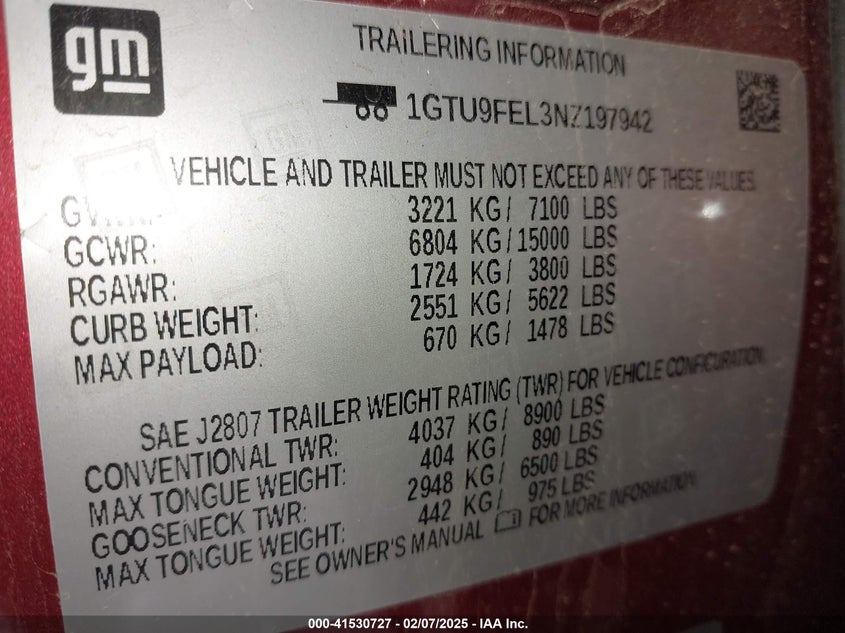 gm
TRAILERING INFORMATION
1GTU9FEL3NZ197942
VEHICLE AND TRAILER MUST NOT EXCEED ANY OF THESE VALUES.
3221 KG/ 7100 LBS
GCWR: 6804 KG/15000 LBS
RGAWR: 1724 KG/ 3800 LBS
CURB WEIGHT: 2551 KG/ 5622 LBS
MAX PAYLOAD: 670 KG/ 1478 LBS
SAE J2807 TRAILER WEIGHT RATING (TWR) FOR VEHICLE CONFIGURATION.
CONVENTIONAL TWR: 4037 KG/ 8900 LBS
MAX TONGUE WEIGHT: 404 KG/ 890 LBS
GOOSENECK TWR: 2948 KG/ 6500 LBS
MAX TONGUE WEIGHT: 442 KG/ 975 LBS
SEE OWNER'S MANUAL FOR MORE INFORMATION
000-41530727 - 02/07/2025 - IAA Inc.